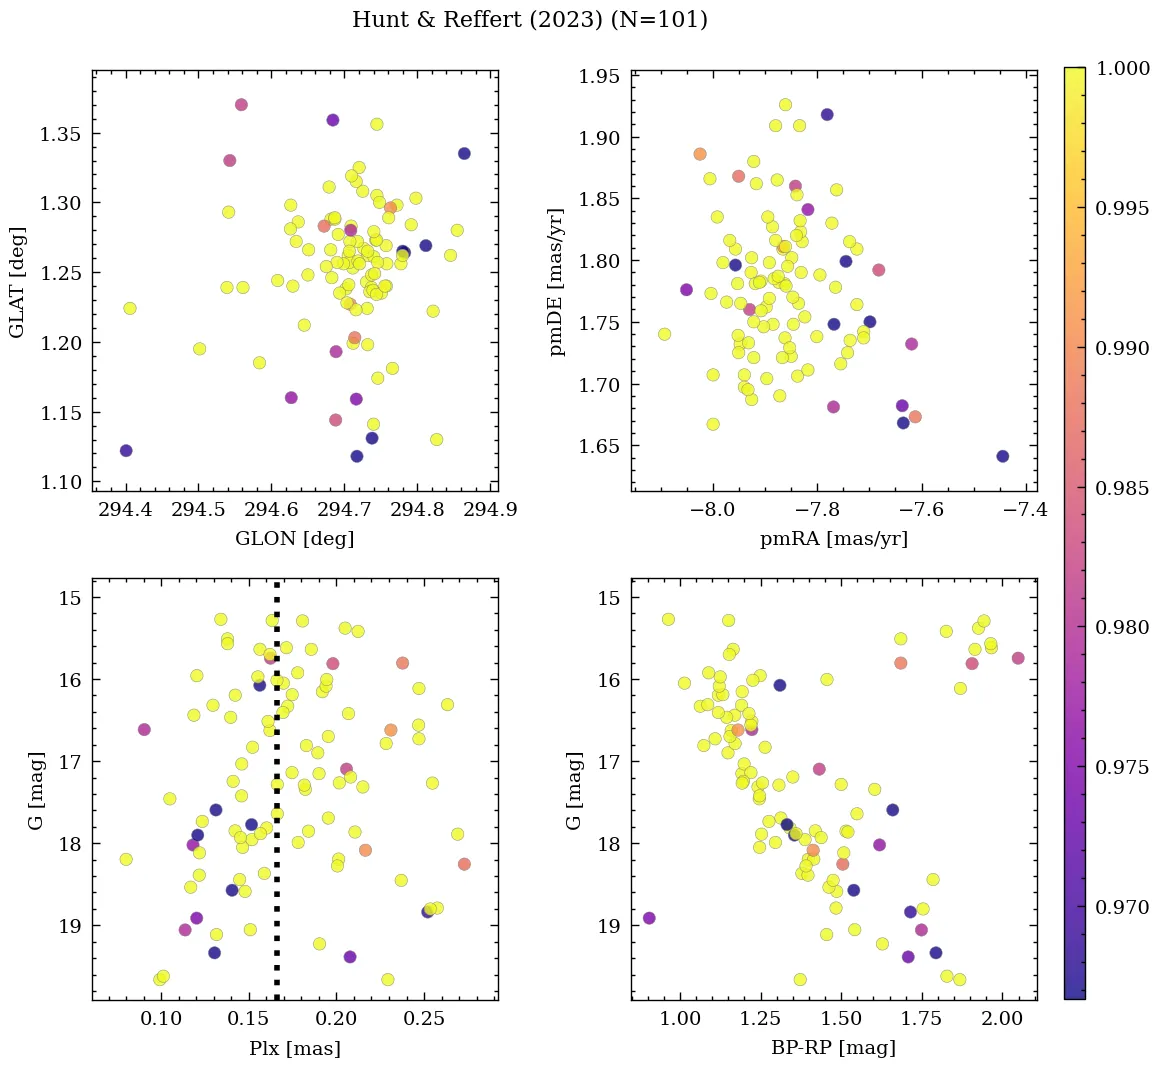 Hunt & Reffert (2023) (N=101)
GLAT [deg]
1.35
1.30
1.25
1.20
1.15
1.10
294.4 294.5 294.6 294.7 294.8 294.9
GLON [deg]
pmDE [mas/yr]
1.95
1.90
1.85
1.80
1.75
1.70
1.65
−8.0 −7.8 −7.6 −7.4
pmRA [mas/yr]
G [mag]
15
16
17
18
19
0.10 0.15 0.20 0.25
Plx [mas]
G [mag]
15
16
17
18
19
1.00 1.25 1.50 1.75 2.00
BP-RP [mag]
1.000
0.995
0.990
0.985
0.980
0.975
0.970